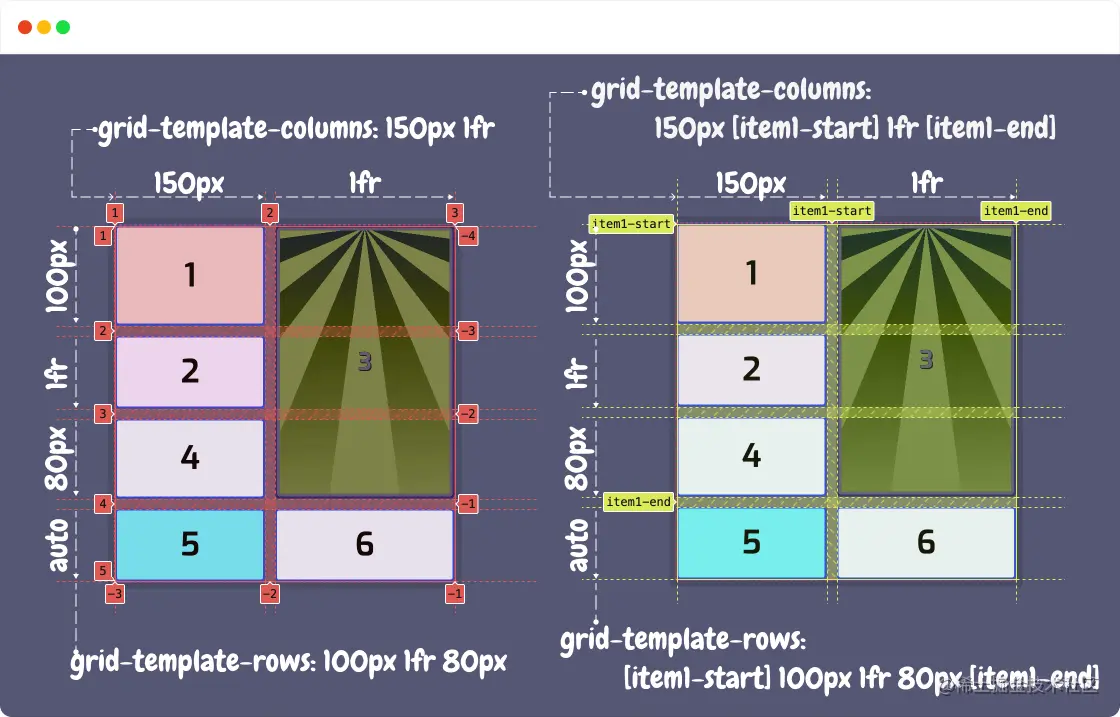 grid-template-columns: 150px 1fr
150px 1fr
1 2 3
1 -4
100px
1
2 -3
1fr
2
3
3 -2
80px
4
4 -1
auto
5 6
5
-3 -2 -1
grid-template-rows: 100px 1fr 80px
grid-template-columns:
150px [item1-start] 1fr [item1-end]
150px 1fr
item1-start item1-end
item1-start
100px
1
1fr
2
3
80px
4
item1-end
auto
5 6
grid-template-rows:
[item1-start] 100px 1fr 80px [item1-end]
@稀土掘金技术社区